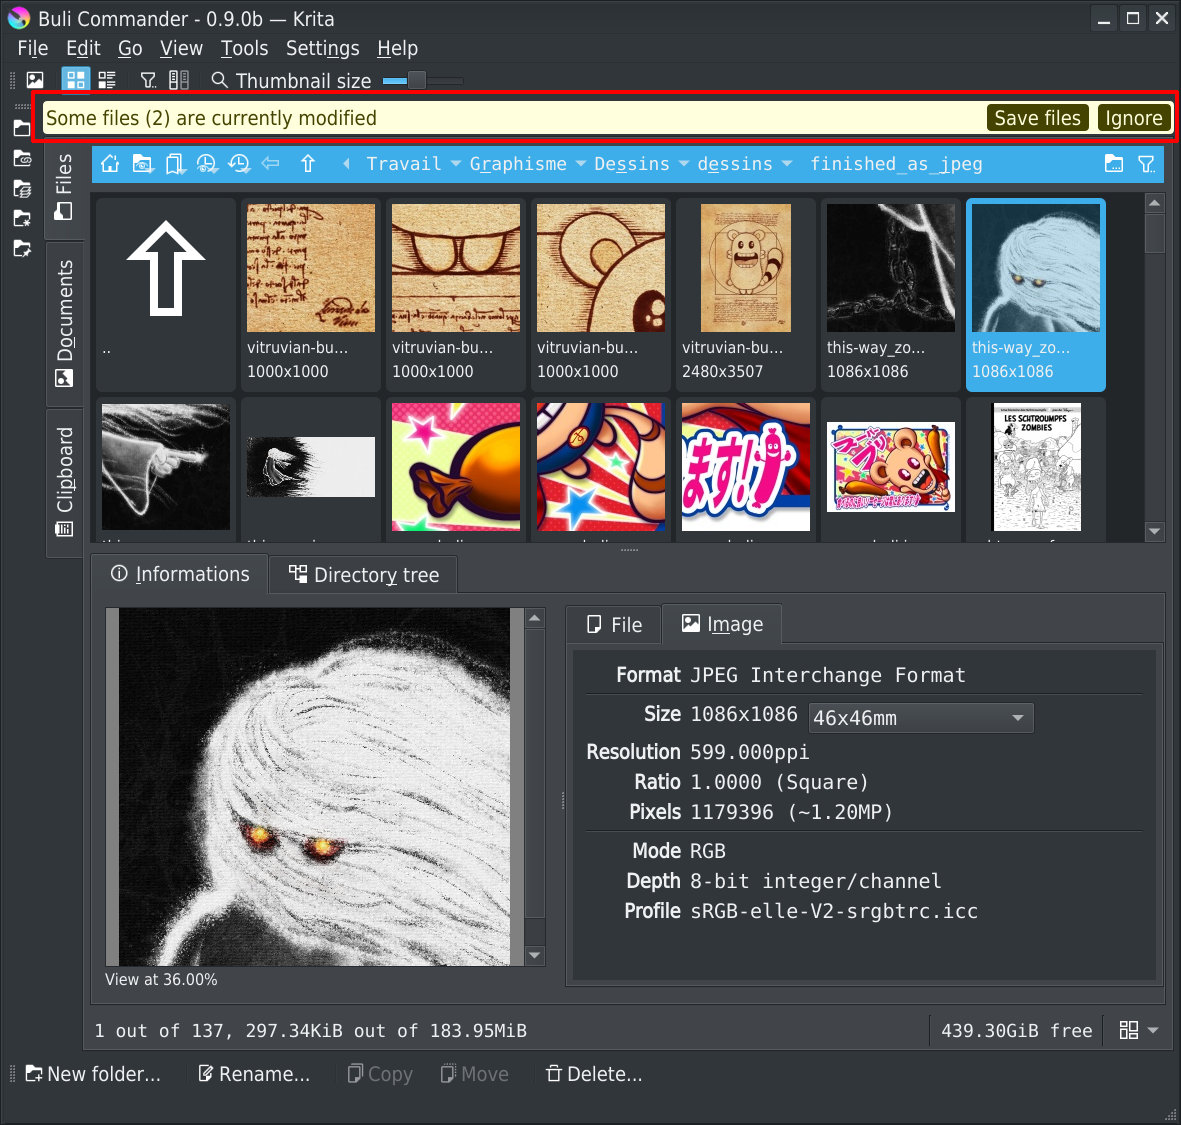 Buli Commander - 0.9.0b — Krita
File Edit Go View Tools Settings Help
Thumbnail size
Some files (2) are currently modified Save files Ignore
Files
Documents
Clipboard
Travail Graphisme Dessins dessins finished_as_jpeg
..
vitruvian-bu...
1000x1000
vitruvian-bu...
1000x1000
vitruvian-bu...
1000x1000
vitruvian-bu...
2480x3507
this-way_zo...
1086x1086
this-way_zo...
1086x1086
ます!
LES SCHTROUMPFS
ZOMBIES
Informations Directory tree
View at 36.00%
File Image
Format JPEG Interchange Format
Size 1086x1086 46x46mm
Resolution 599.000ppi
Ratio 1.0000 (Square)
Pixels 1179396 (~1.20MP)
Mode RGB
Depth 8-bit integer/channel
Profile sRGB-elle-V2-srgbtrc.icc
1 out of 137, 297.34KiB out of 183.95MiB
439.30GiB free
New folder... Rename... Copy Move Delete...